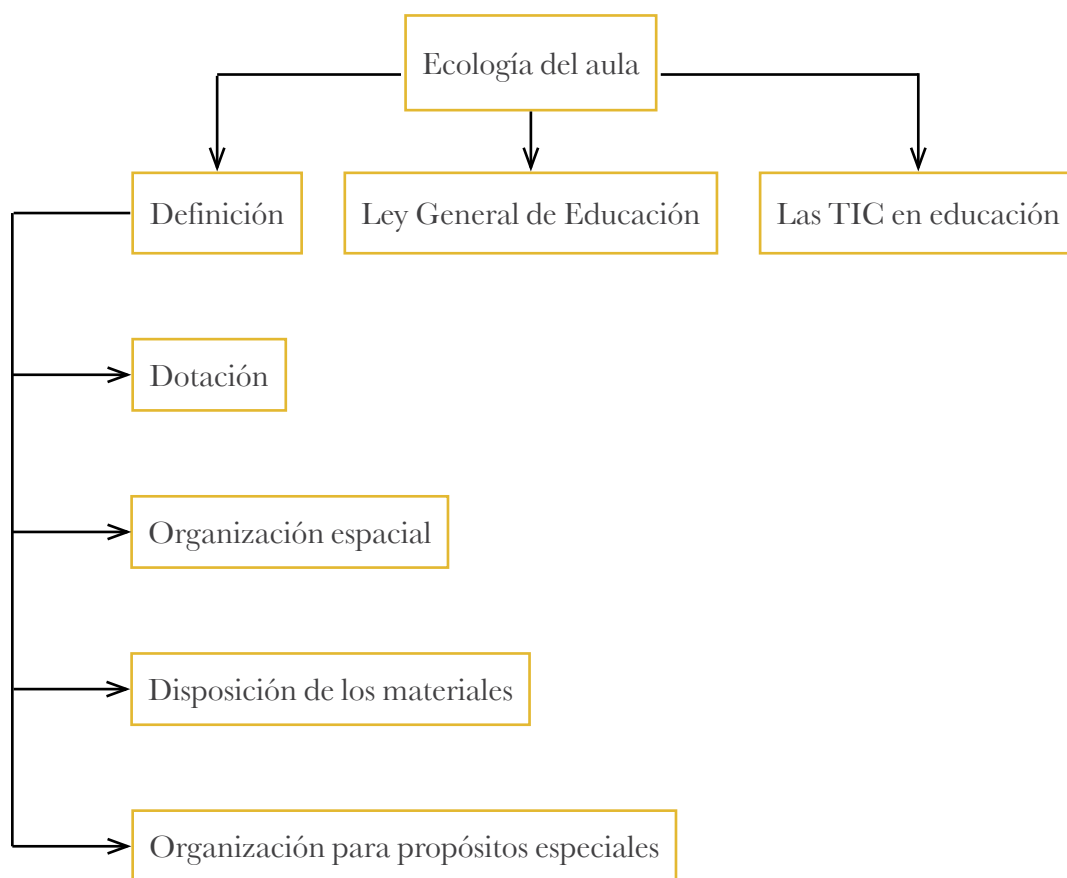 Ecología del aula
Definición
Ley General de Educación
Las TIC en educación
Dotación
Organización espacial
Disposición de los materiales
Organización para propósitos especiales